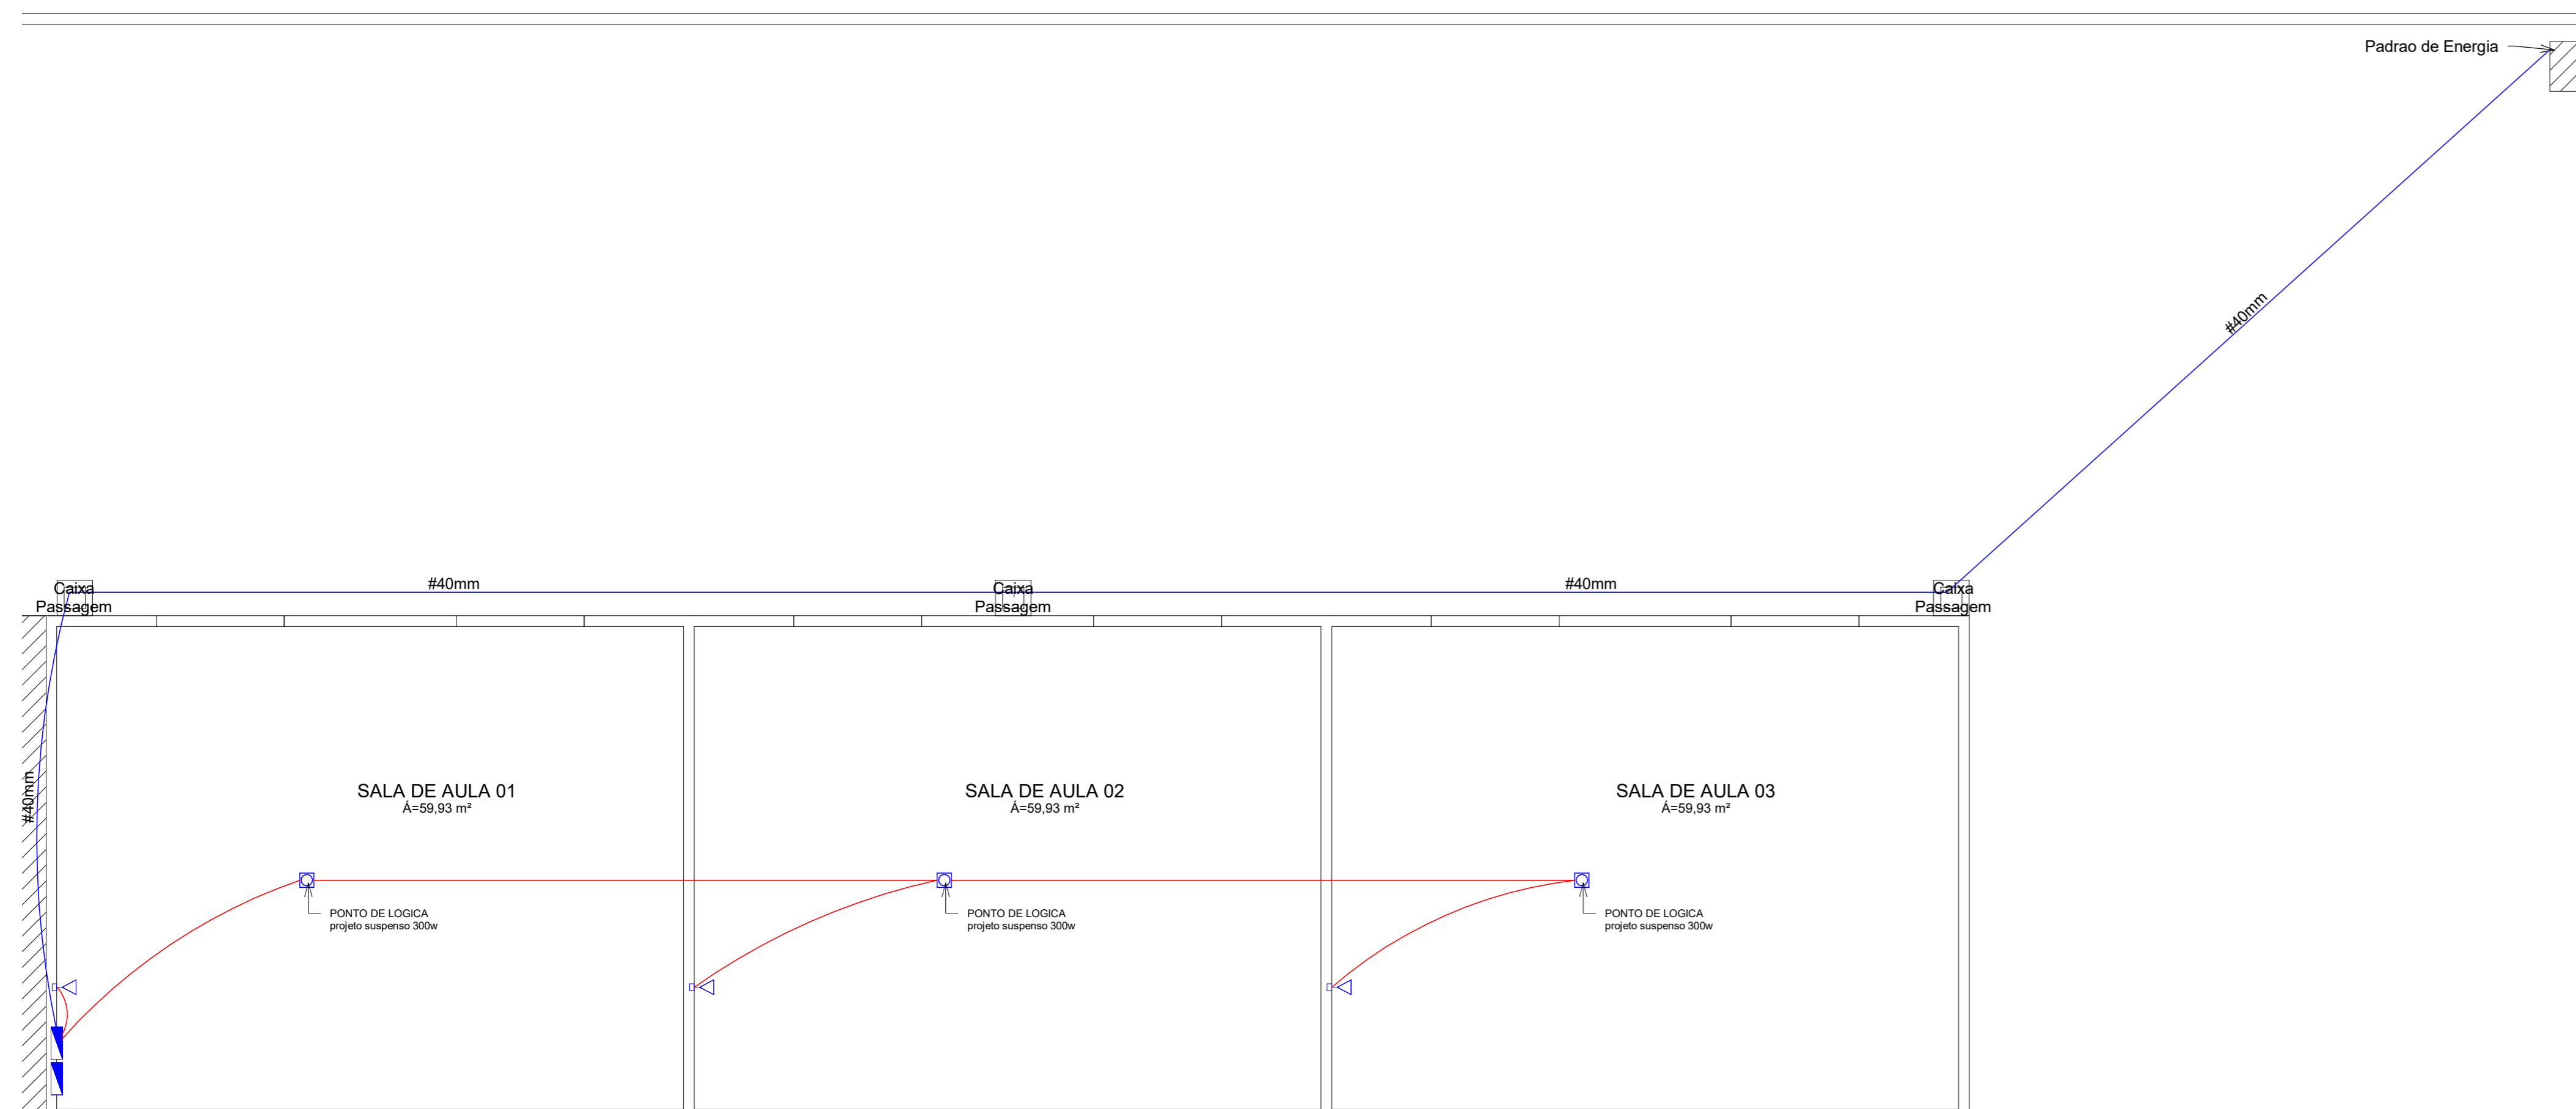 Padrao de Energia
#40mm
Caixa
Passagem
#40mm
Caixa
Passagem
#40mm
Caixa
Passagem
#40mm
SALA DE AULA 01
Á=59,93 m²
SALA DE AULA 02
Á=59,93 m²
SALA DE AULA 03
Á=59,93 m²
PONTO DE LOGICA
projeto suspenso 300w
PONTO DE LOGICA
projeto suspenso 300w
PONTO DE LOGICA
projeto suspenso 300w